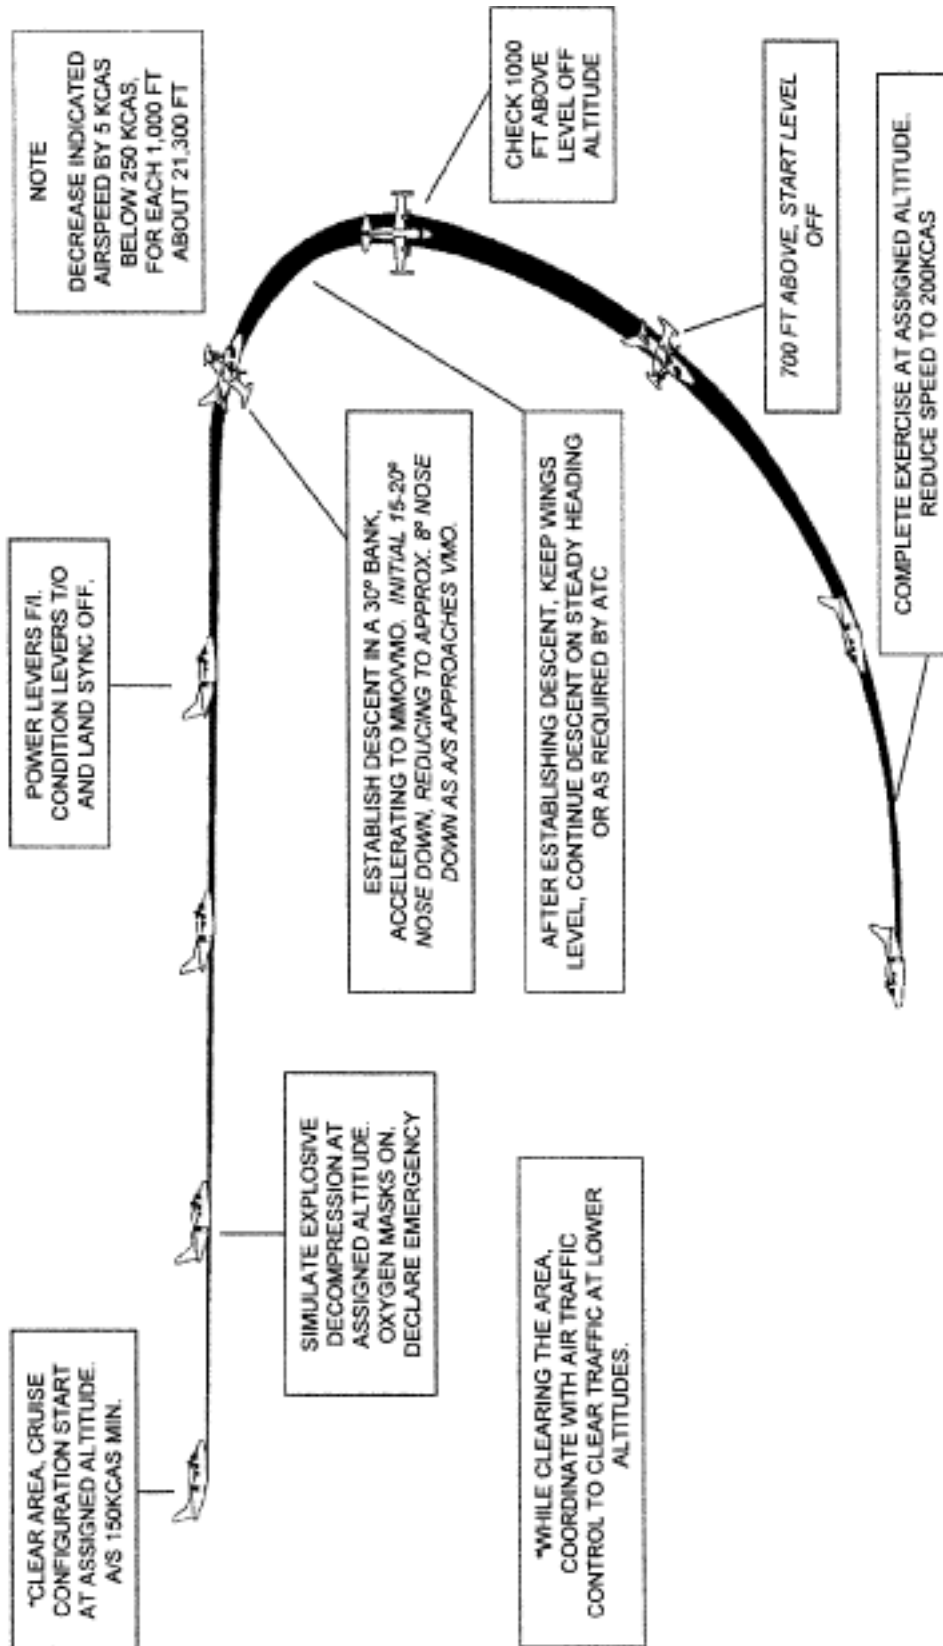 *CLEAR AREA, CRUISE
CONFIGURATION START
AT ASSIGNED ALTITUDE.
A/S 150KCAS MIN.
SIMULATE EXPLOSIVE
DECOMPRESSION AT
ASSIGNED ALTITUDE.
OXYGEN MASKS ON,
DECLARE EMERGENCY
POWER LEVERS F/I.
CONDITION LEVERS T/O
AND LAND SYNC OFF.
ESTABLISH DESCENT IN A 30º BANK,
ACCELERATING TO MMO/VMO. INITIAL 15-20º
NOSE DOWN, REDUCING TO APPROX. 8º NOSE
DOWN AS A/S APPROACHES VMO.
NOTE
DECREASE INDICATED
AIRSPEED BY 5 KCAS
BELOW 250 KCAS,
FOR EACH 1,000 FT
ABOUT 21,300 FT
AFTER ESTABLISHING DESCENT, KEEP WINGS
LEVEL, CONTINUE DESCENT ON STEADY HEADING
OR AS REQUIRED BY ATC
CHECK 1000
FT ABOVE
LEVEL OFF
ALTITUDE
700 FT ABOVE, START LEVEL
OFF
COMPLETE EXERCISE AT ASSIGNED ALTITUDE.
REDUCE SPEED TO 200KCAS
*WHILE CLEARING THE AREA,
COORDINATE WITH AIR TRAFFIC
CONTROL TO CLEAR TRAFFIC AT LOWER
ALTITUDES.